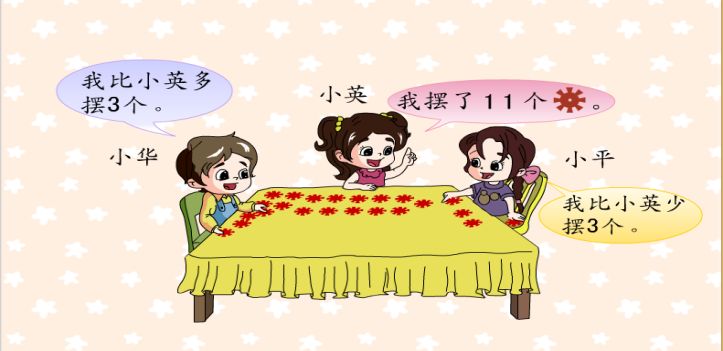 我比小英多
摆3个。
小华
小英
我摆了11个 。
小平
我比小英少
摆3个。